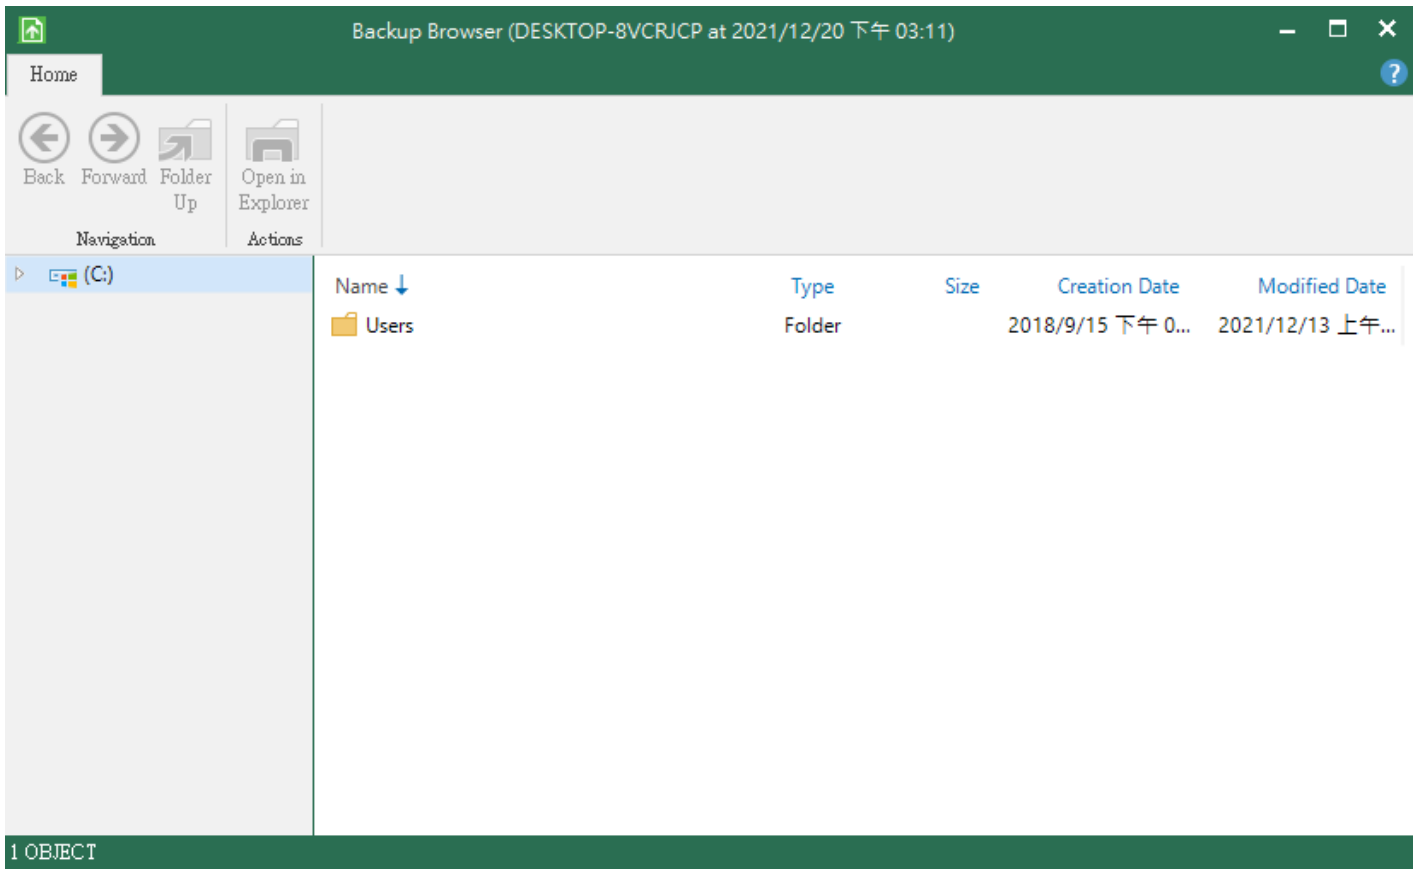 Backup Browser (DESKTOP-8VCRJCP at 2021/12/20 下午 03:11)
Home
?
Back Forward Folder Up
Open in Explorer
Navigation
Actions
(C:)
Name Type Size Creation Date Modified Date
Users Folder 2018/9/15 下午 0... 2021/12/13 上午...
1 OBJECT